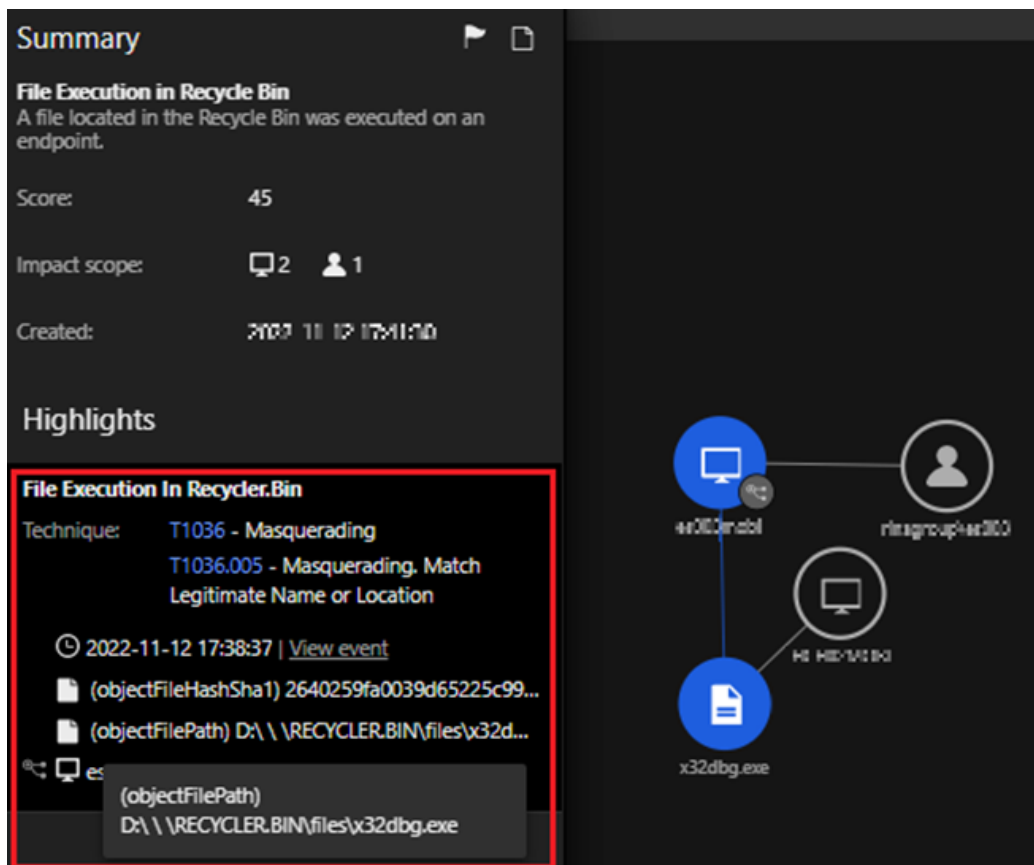 Summary
File Execution in Recycle Bin
A file located in the Recycle Bin was executed on an
endpoint.
Score: 45
Impact scope: 2 1
Created:
Highlights
File Execution In Recycler.Bin
Technique: T1036 - Masquerading
T1036.005 - Masquerading. Match
Legitimate Name or Location
2022-11-12 17:38:37 | View event
(objectFileHashSha1) 2640259fa0039d65225c99...
(objectFilePath) D:\ \ \RECYCLER.BIN\files\x32d...
es
(objectFilePath)
D:\ \ \RECYCLER.BIN\files\x32dbg.exe
x32dbg.exe